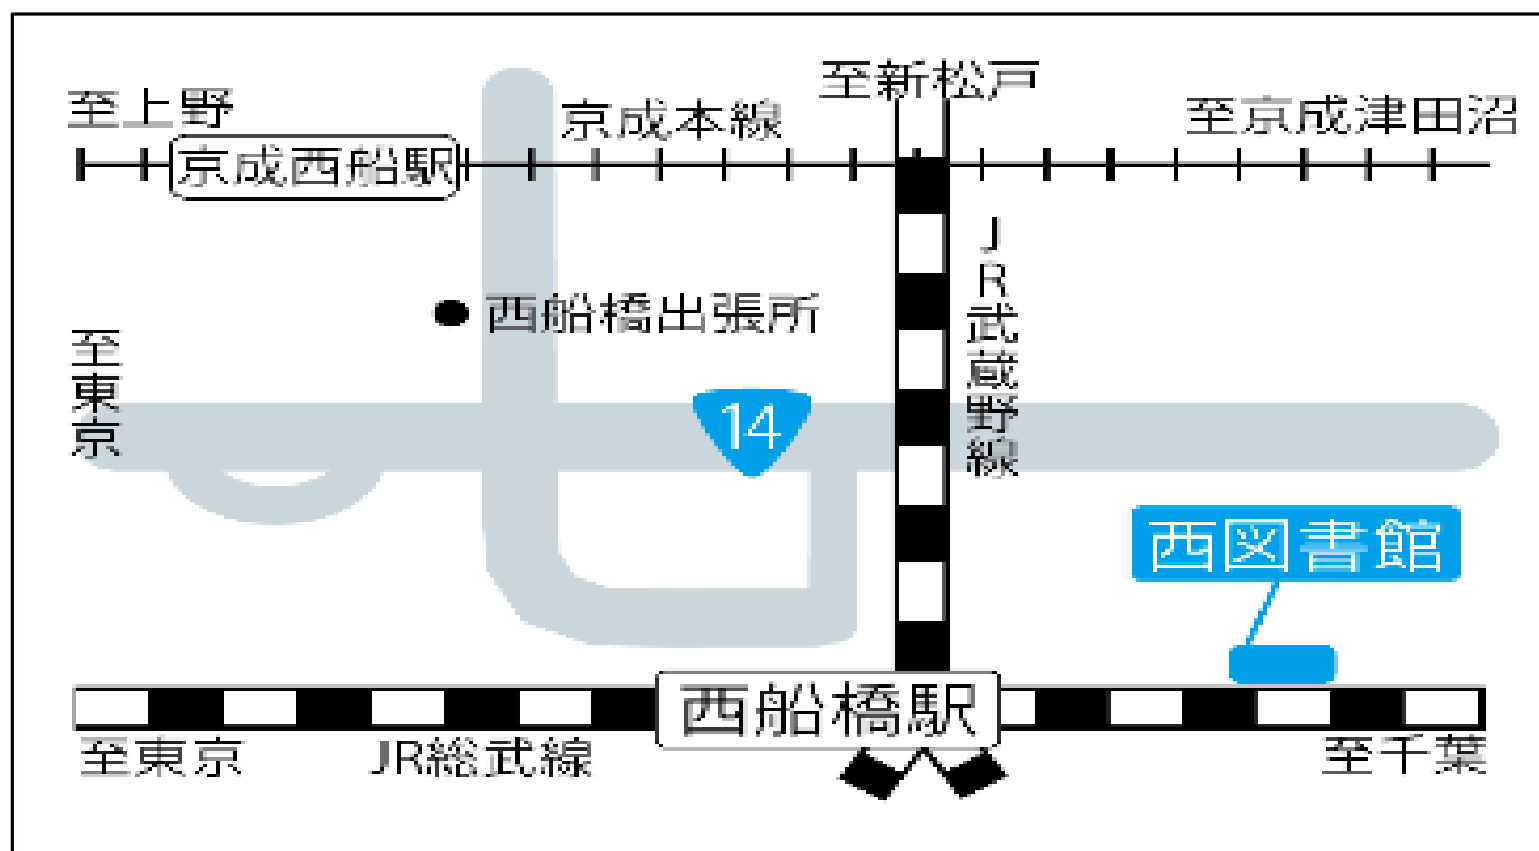 至新松戸
至上野
京成本線
至京成津田沼
京成西船駅
JR武蔵野線
西船橋出張所
至東京
14
西図書館
西船橋駅
至東京
JR総武線
至千葉